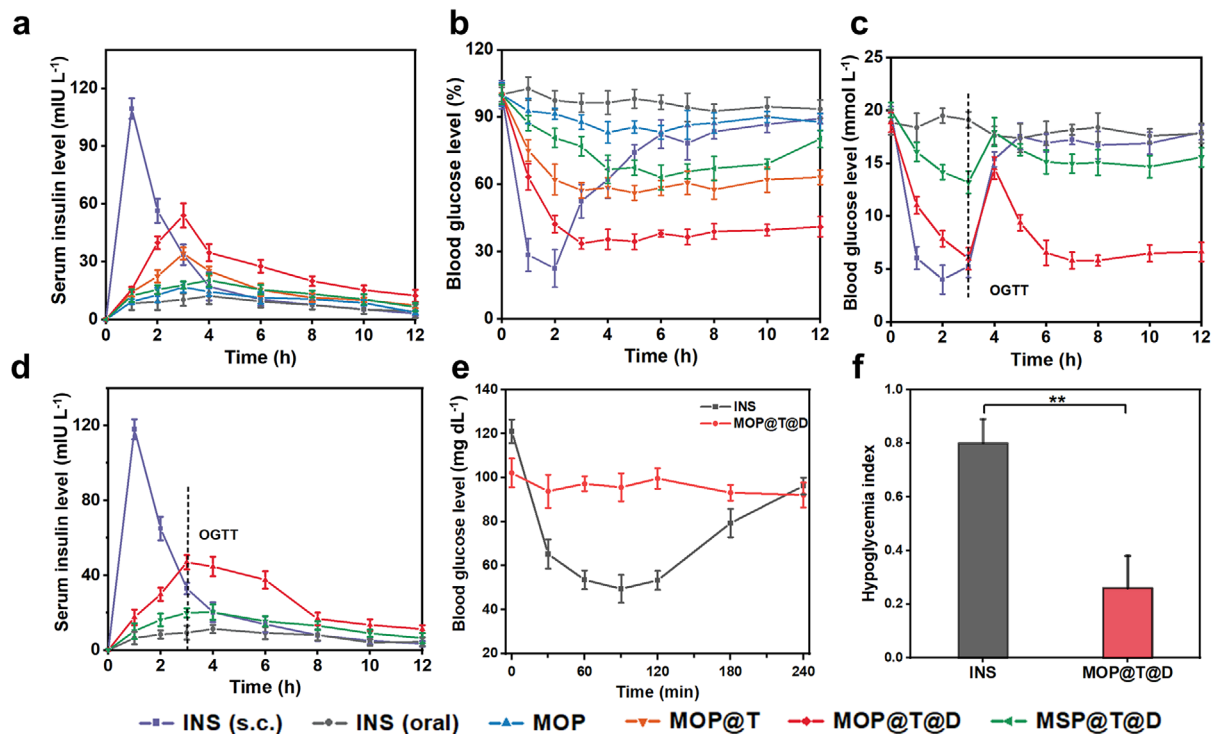 a
Serum insulin level (mIU L⁻¹)
120
90
60
30
0
0 2 4 6 8 10 12
Time (h)
b
Blood glucose level (%)
120
90
60
30
0
0 2 4 6 8 10 12
Time (h)
c
Blood glucose level (mmol L⁻¹)
25
20
15
10
5
0
OGTT
0 2 4 6 8 10 12
Time (h)
d
Serum insulin level (mIU L⁻¹)
120
80
40
0
OGTT
0 2 4 6 8 10 12
Time (h)
e
Blood glucose level (mg dL⁻¹)
140
120
100
80
60
40
20
INS
MOP@T@D
0 60 120 180 240
Time (min)
f
Hypoglycemia index
1.0
0.8
0.6
0.4
0.2
0.0
**
INS MOP@T@D
INS (s.c.) INS (oral) MOP MOP@T MOP@T@D MSP@T@D